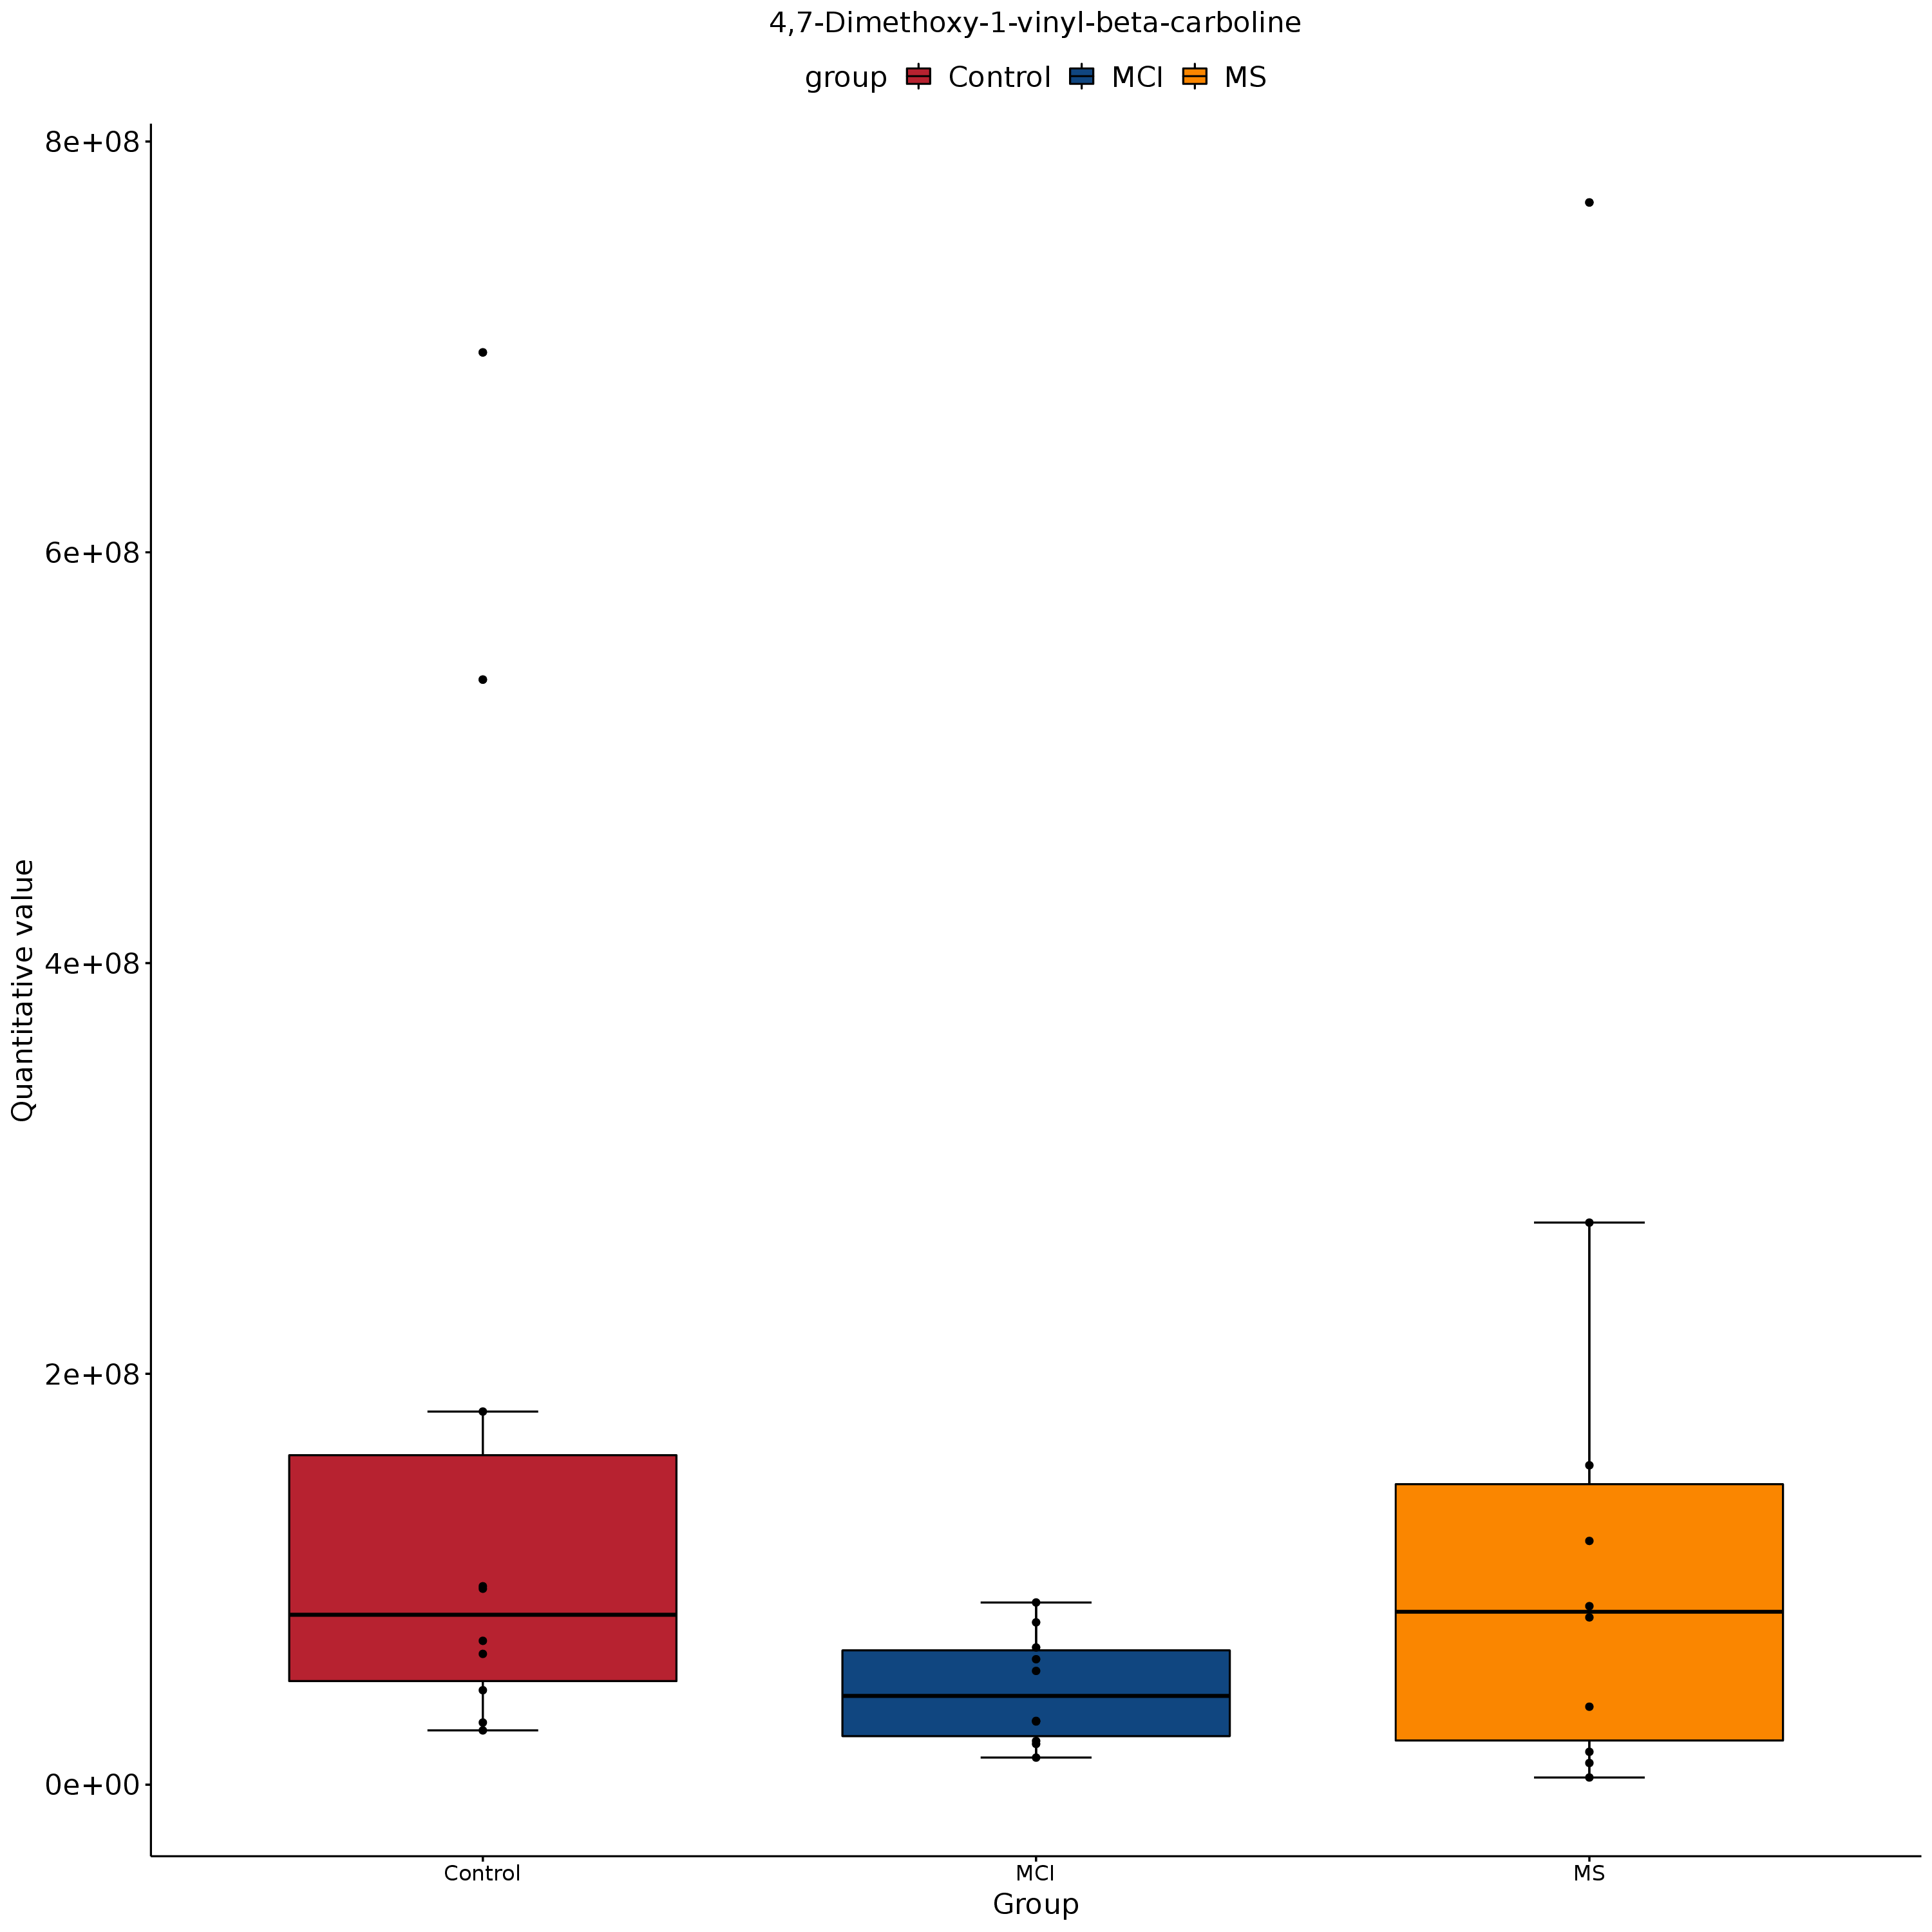 4,7-Dimethoxy-1-vinyl-beta-carboline
group Control MCI MS
8e+08
6e+08
4e+08
2e+08
0e+00
Quantitative value
Control MCI MS
Group